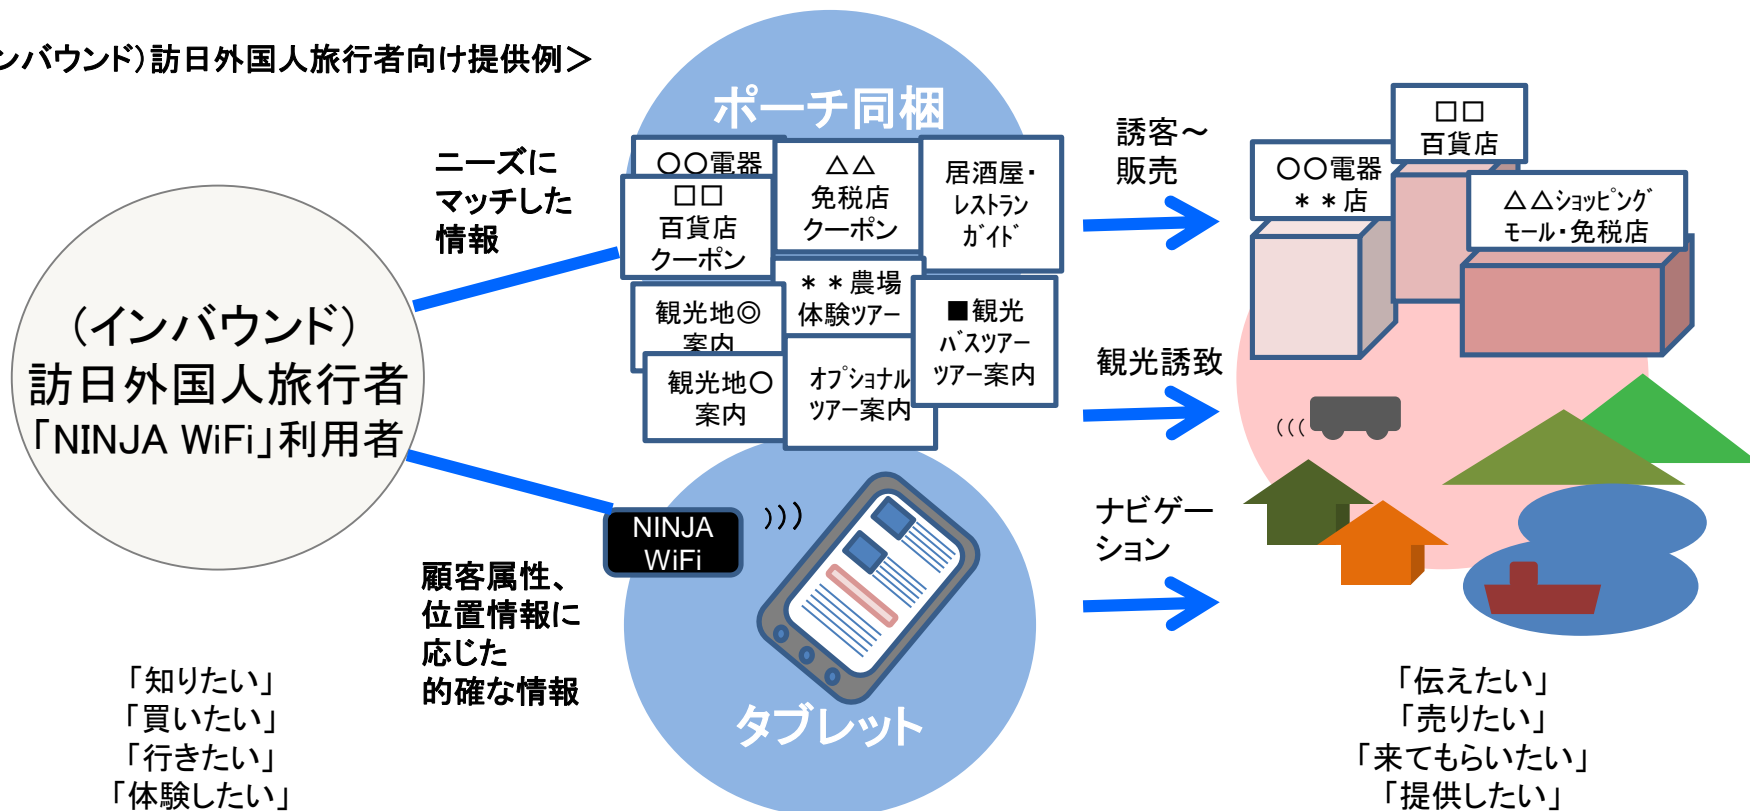 ンバウンド）訪日外国人旅行者向け提供例＞
ポーチ同梱
ニーズに
マッチした
情報
（インバウンド）
訪日外国人旅行者
「NINJA WiFi」利用者
〇〇電器
□□
百貨店
クーポン
△△
免税店
クーポン
居酒屋・
ﾚｽﾄﾗﾝ
ｶﾞｲﾄﾞ
＊＊農場
体験ﾂｱｰ
観光地◎
案内
観光地〇
案内
ｵﾌﾟｼｮﾅﾙ
ﾂｱｰ案内
■観光
ﾊﾞｽﾂｱｰ
ﾂｱｰ案内
NINJA
WiFi
）））
顧客属性、
位置情報に
応じた
的確な情報
タブレット
誘客～
販売
観光誘致
ナビゲー
ション
〇〇電器
＊＊店
□□
百貨店
△△ｼｮｯﾋﾟﾝｸﾞ
ﾓｰﾙ・免税店
（（（
「知りたい」
「買いたい」
「行きたい」
「体験したい」
「伝えたい」
「売りたい」
「来てもらいたい」
「提供したい」